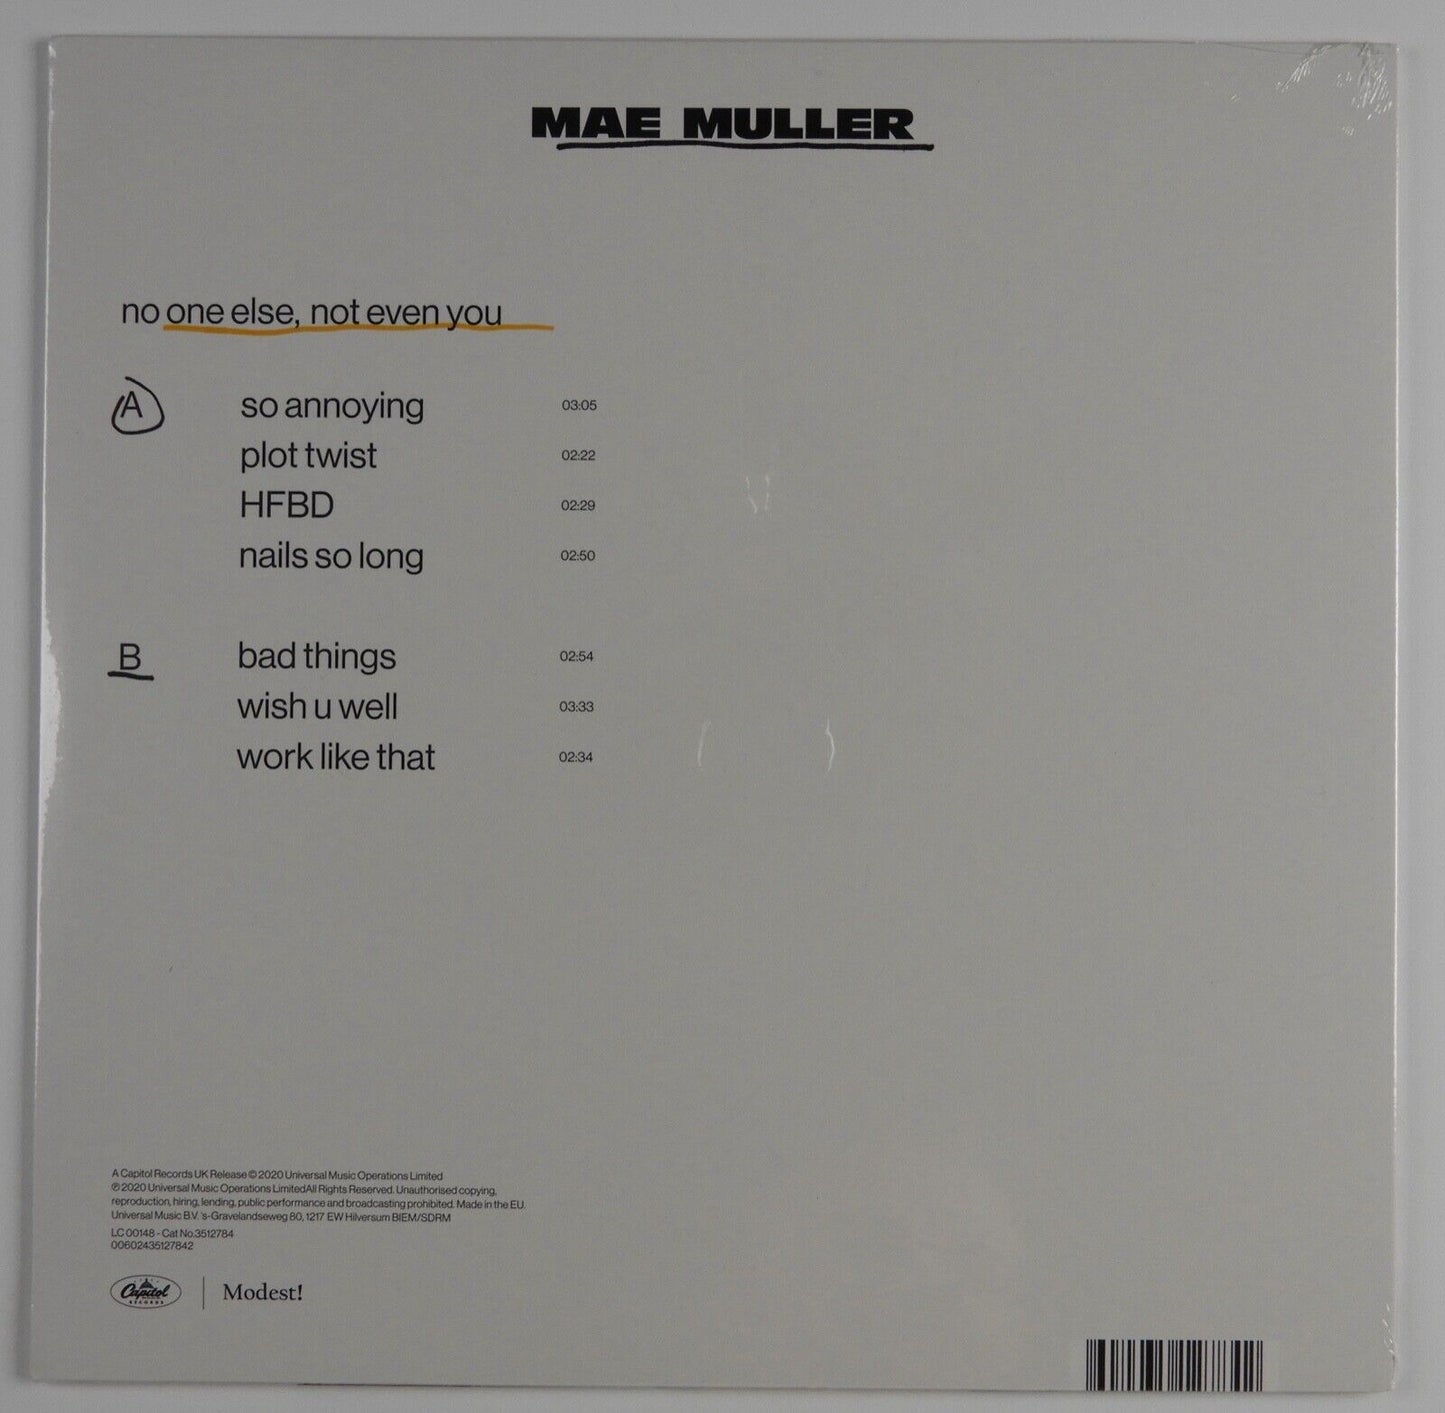 MAE MULLER
no one else, not even you
A so annoying 03:05
plot twist 02:22
HFBD 02:29
nails so long 02:50
B bad things 02:54
wish u well 03:33
work like that 02:34
A Capitol Records UK Release © 2020 Universal Music Operations Limited
℗ 2020 Universal Music Operations LimitedAll Rights Reserved. Unauthorised copying,
reproduction, hiring, lending, public performance and broadcasting prohibited. Made in the EU.
Universal Music B.V. 's-Gravelandseweg 80, 1217 EW Hilversum BIEM/SDRM
LC 00148 - Cat No.3512784
00602435127842
Capitol
RECORDS
Modest!